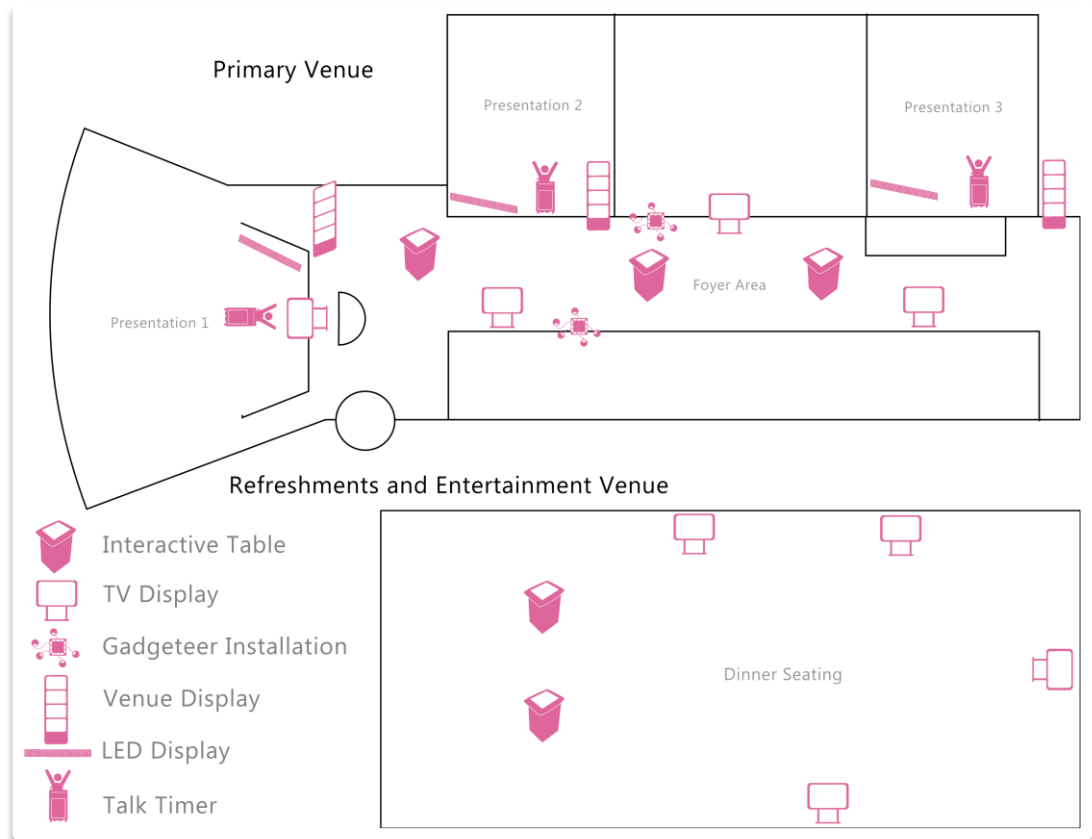 Primary Venue
Presentation 2
Presentation 3
Presentation 1
Foyer Area
Refreshments and Entertainment Venue
Interactive Table
TV Display
Gadgeteer Installation
Venue Display
LED Display
Talk Timer
Dinner Seating